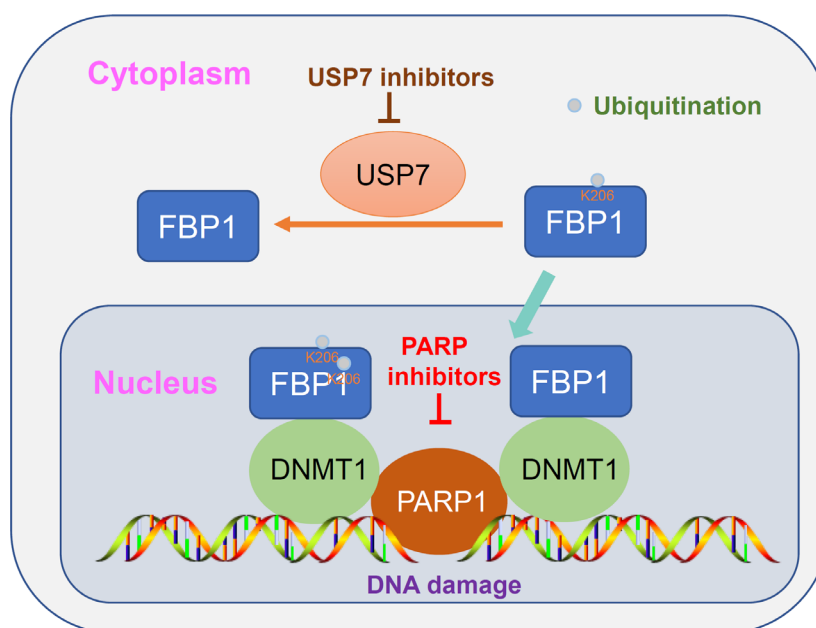 Cytoplasm
USP7 inhibitors
Ubiquitination
USP7
K206
FBP1
FBP1
Nucleus
K206
K206
FBP1
PARP
inhibitors
FBP1
DNMT1
PARP1
DNMT1
DNA damage